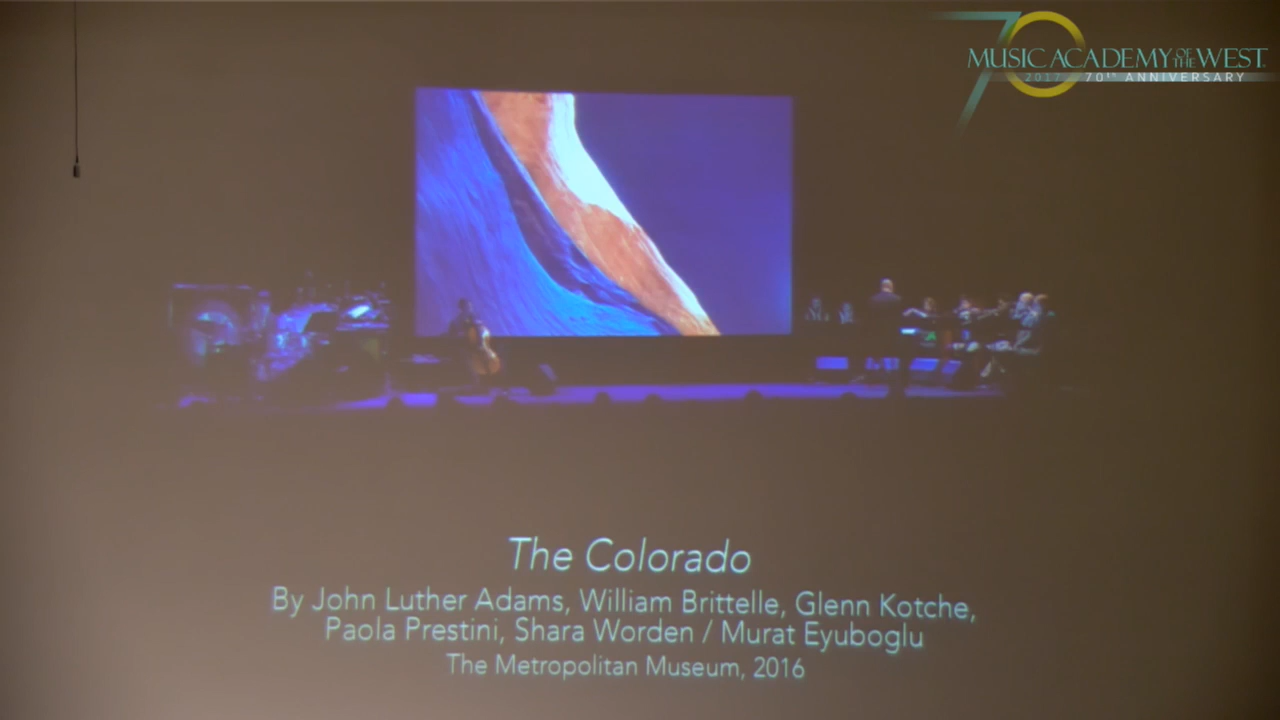 70
MUSIC ACADEMY OF THE WEST.
2017 70TH ANNIVERSARY
The Colorado
By John Luther Adams, William Brittelle, Glenn Kotche,
Paola Prestini, Shara Worden / Murat Eyuboglu
The Metropolitan Museum, 2016